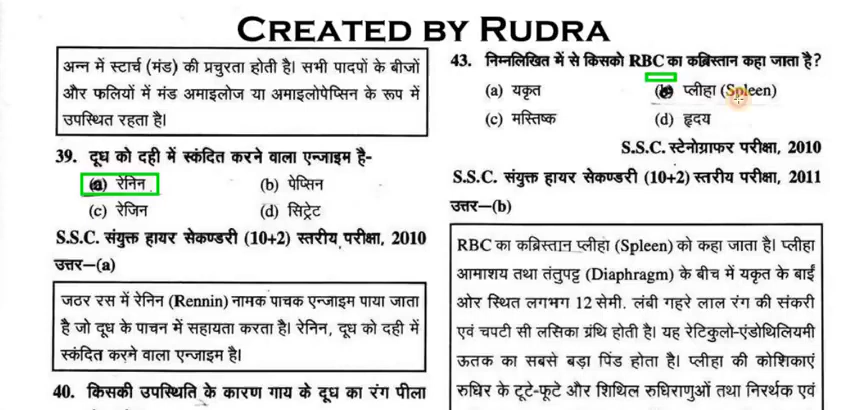 CREATED BY RUDRA
अन्न में स्टार्च (मंड) की प्रचुरता होती है। सभी पादपों के बीजों
और फलियों में मंड अमाइलोज या अमाइलोपेप्सिन के रूप में
उपस्थित रहता है।
39. दूध को दही में स्कंदित करने वाला एन्जाइम है-
(a) रेनिन (b) पेप्सिन
(c) रेजिन (d) सिट्रेट
S.S.C. संयुक्त हायर सेकण्डरी (10+2) स्तरीय परीक्षा, 2010
उत्तर—(a)
जठर रस में रेनिन (Rennin) नामक पाचक एन्जाइम पाया जाता
है जो दूध के पाचन में सहायता करता है। रेनिन, दूध को दही में
स्कंदित करने वाला एन्जाइम है।
40. किसकी उपस्थिति के कारण गाय के दूध का रंग पीला
43. निम्नलिखित में से किसको RBC का कब्रिस्तान कहा जाता है?
(a) यकृत (b) प्लीहा (Spleen)
(c) मस्तिष्क (d) हृदय
S.S.C. स्टेनोग्राफर परीक्षा, 2010
S.S.C. संयुक्त हायर सेकण्डरी (10+2) स्तरीय परीक्षा, 2011
उत्तर—(b)
RBC का कब्रिस्तान प्लीहा (Spleen) को कहा जाता है। प्लीहा
आमाशय तथा तंतुपट्ट (Diaphragm) के बीच में यकृत के बाईं
ओर स्थित लगभग 12 सेमी. लंबी गहरे लाल रंग की संकरी
एवं चपटी सी लसिका ग्रंथि होती है। यह रेटिकुलो-एंडोथिलियमी
ऊतक का सबसे बड़ा पिंड होता है। प्लीहा की कोशिकाएं
रुधिर के टूटे-फूटे और शिथिल रुधिराणुओं तथा निरर्थक एवं